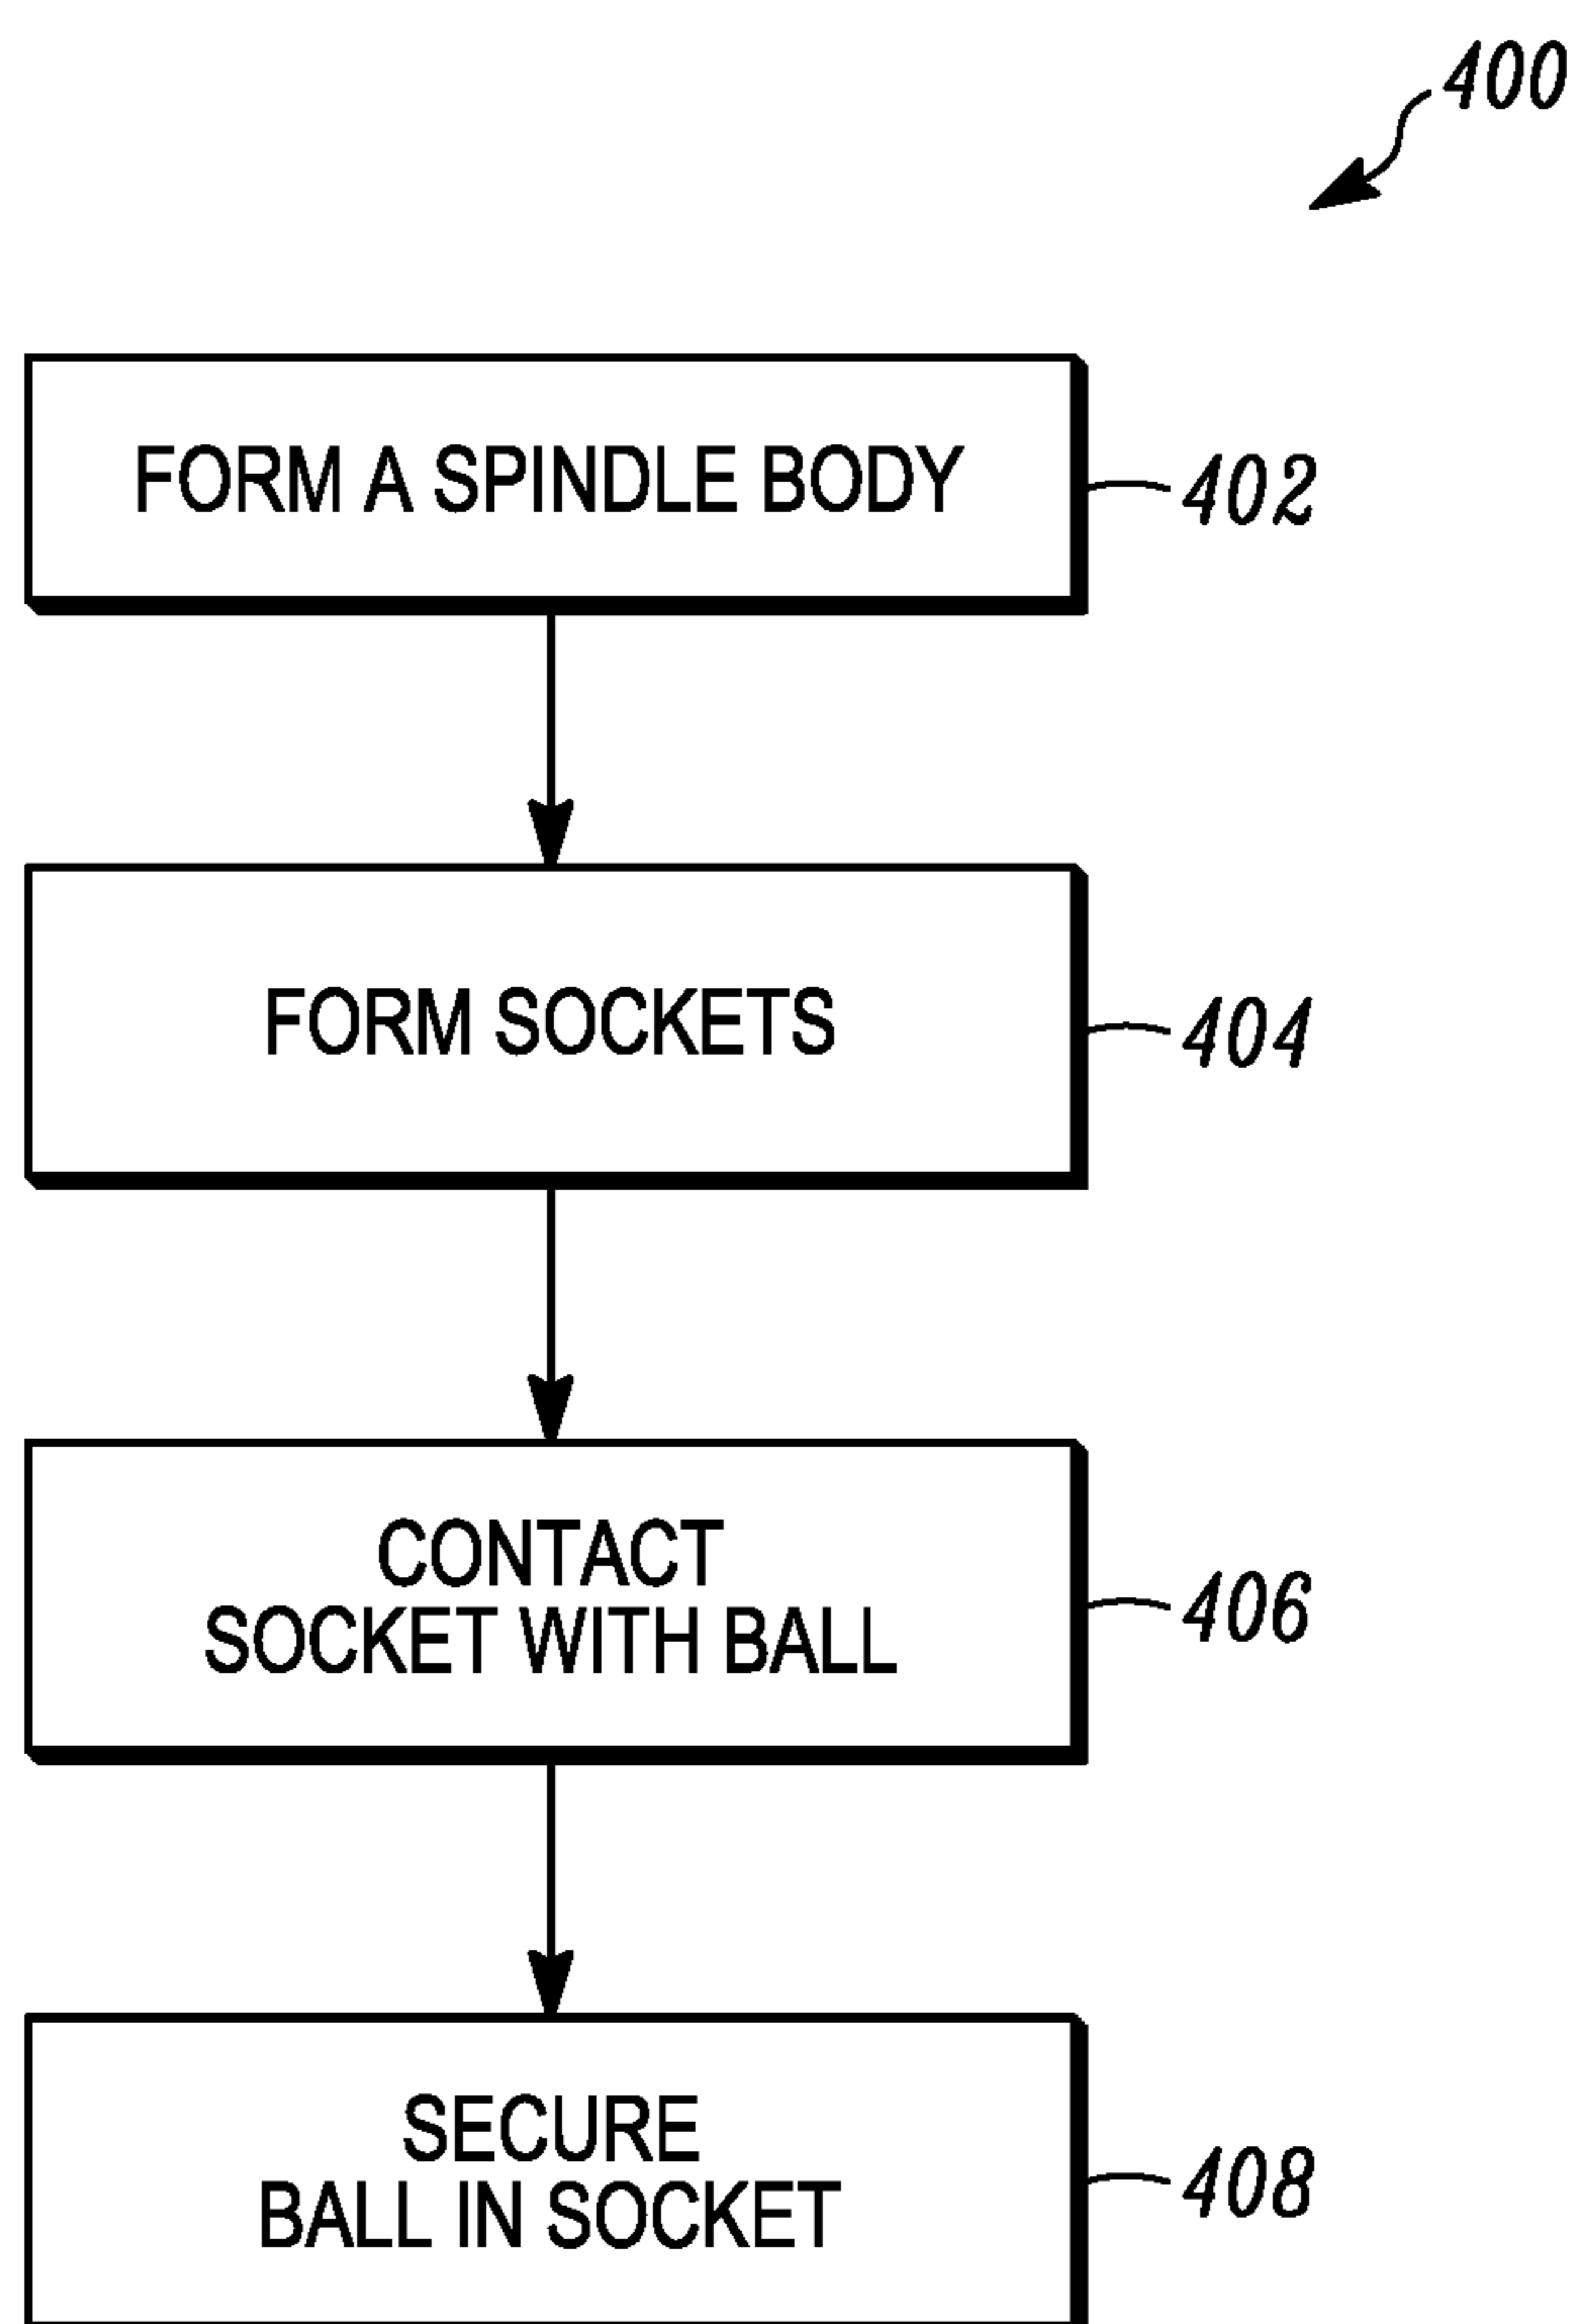 400
FORM A SPINDLE BODY
402
FORM SOCKETS
404
CONTACT
SOCKET WITH BALL
406
SECURE
BALL IN SOCKET
408